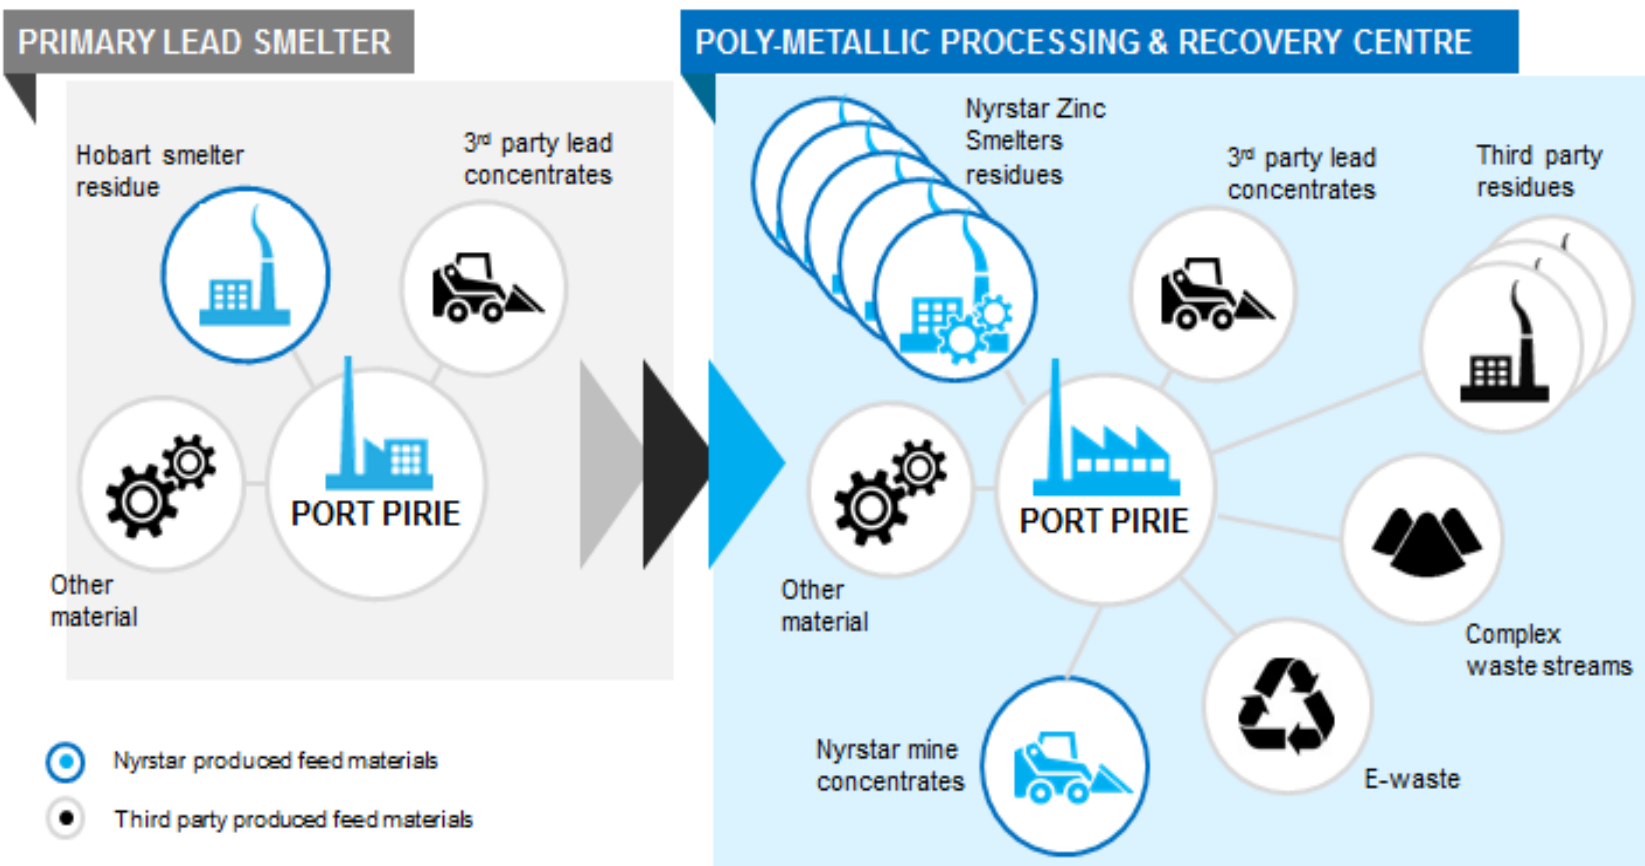 PRIMARY LEAD SMELTER
Hobart smelter
residue
3rd party lead
concentrates
PORT PIRIE
Other
material
Nyrstar produced feed materials
Third party produced feed materials
POLY-METALLIC PROCESSING & RECOVERY CENTRE
Nyrstar Zinc
Smelters
residues
3rd party lead
concentrates
Third party
residues
PORT PIRIE
Other
material
Complex
waste streams
Nyrstar mine
concentrates
E-waste